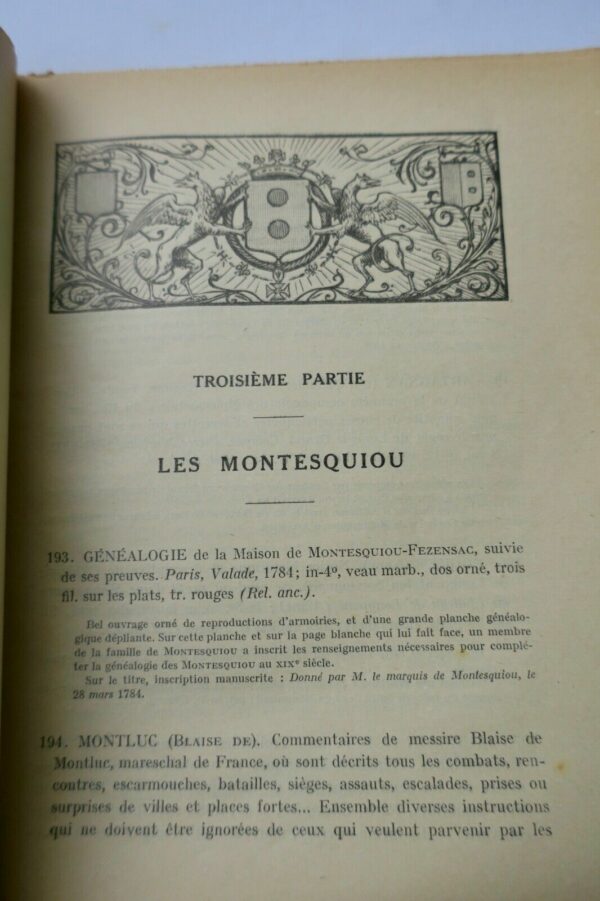 TROISIÈME PARTIE
LES MONTESQUIOU
193. GÉNÉALOGIE de la Maison de MONTESQUIOU-FEZENSAC, suivie
de ses preuves. Paris, Valade, 1784; in-4º, veau marb., dos orné, trois
fil. sur les plats, tr. rouges (Rel. anc.).
Bel ouvrage orné de reproductions d'armoiries, et d'une grande planche généalo-
gique dépliante. Sur cette planche et sur la page blanche qui lui fait face, un membre
de la famille de MONTESQUIOU a inscrit les renseignements nécessaires pour complé-
ter la généalogie des MONTESQUIOU au XIXe siècle.
Sur le titre, inscription manuscrite : Donné par M. le marquis de Montesquiou, le
28 mars 1784.
194. MONTLUC (BLAISE DE). Commentaires de messire Blaise de
Montluc, mareschal de France, où sont décrits tous les combats, ren-
contres, escarmouches, batailles, sièges, assauts, escalades, prises ou
surprises de villes et places fortes... Ensemble diverses instructions
qui ne doivent être ignorées de ceux qui veulent parvenir par les